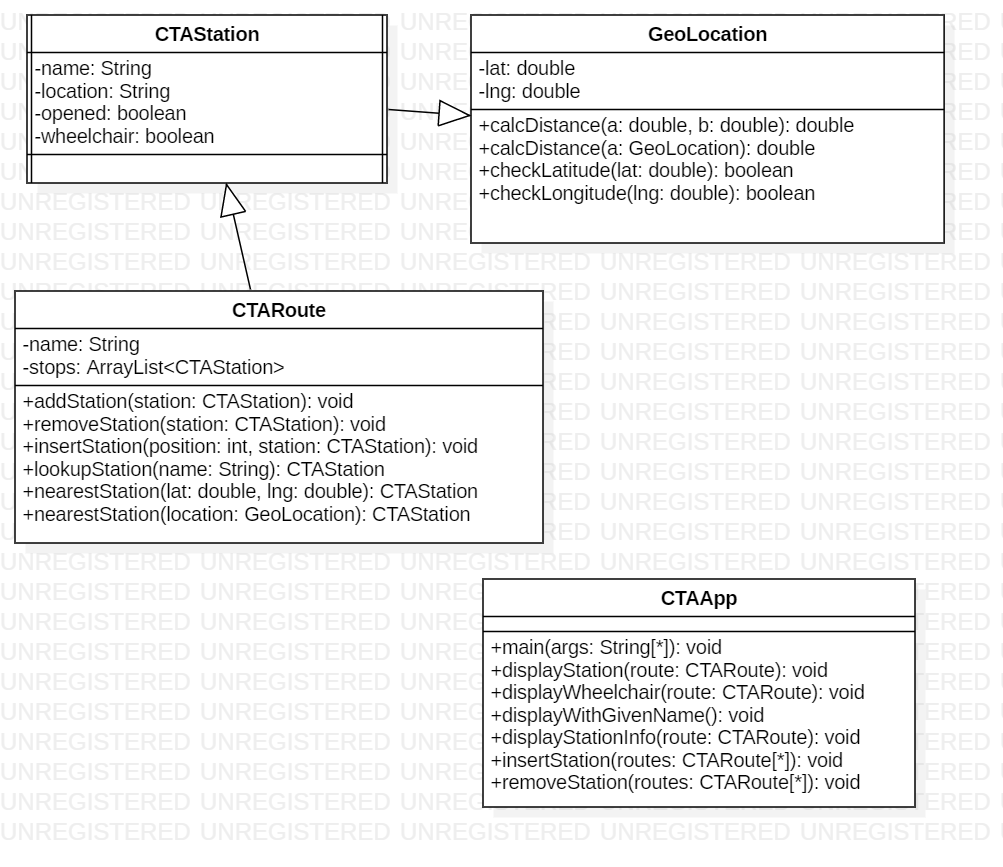 CTAStation
-name: String
-location: String
-opened: boolean
-wheelchair: boolean
GeoLocation
-lat: double
-lng: double
+calcDistance(a: double, b: double): double
+calcDistance(a: GeoLocation): double
+checkLatitude(lat: double): boolean
+checkLongitude(lng: double): boolean
CTARoute
-name: String
-stops: ArrayList<CTAStation>
+addStation(station: CTAStation): void
+removeStation(station: CTAStation): void
+insertStation(position: int, station: CTAStation): void
+lookupStation(name: String): CTAStation
+nearestStation(lat: double, lng: double): CTAStation
+nearestStation(location: GeoLocation): CTAStation
CTAApp
+main(args: String[*]): void
+displayStation(route: CTARoute): void
+displayWheelchair(route: CTARoute): void
+displayWithGivenName(): void
+displayStationInfo(route: CTARoute): void
+insertStation(routes: CTARoute[*]): void
+removeStation(routes: CTARoute[*]): void
UNREGISTERED UNREGISTERED UNREGISTERED UNREGISTERED UNREGISTERED